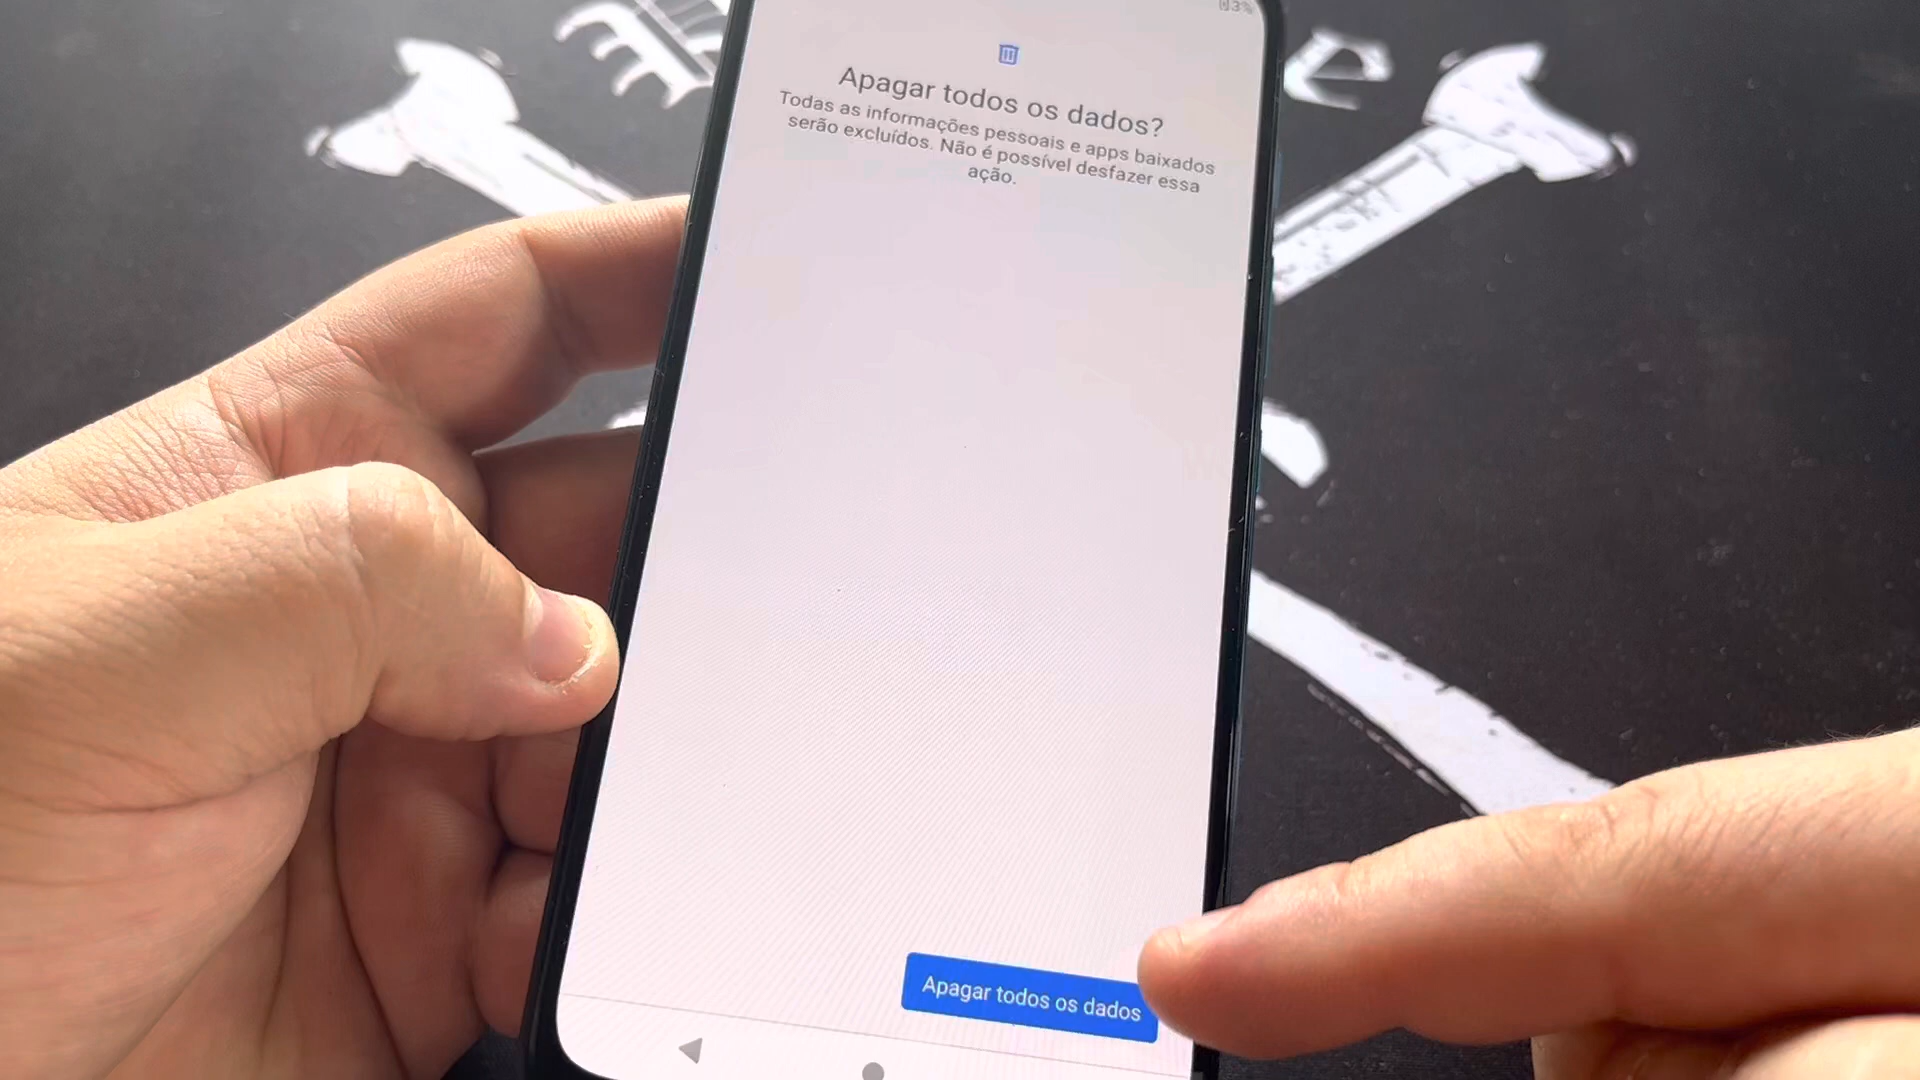 3%
Apagar todos os dados?
Todas as informações pessoais e apps baixados
serão excluídos. Não é possível desfazer essa
ação.
Apagar todos os dados